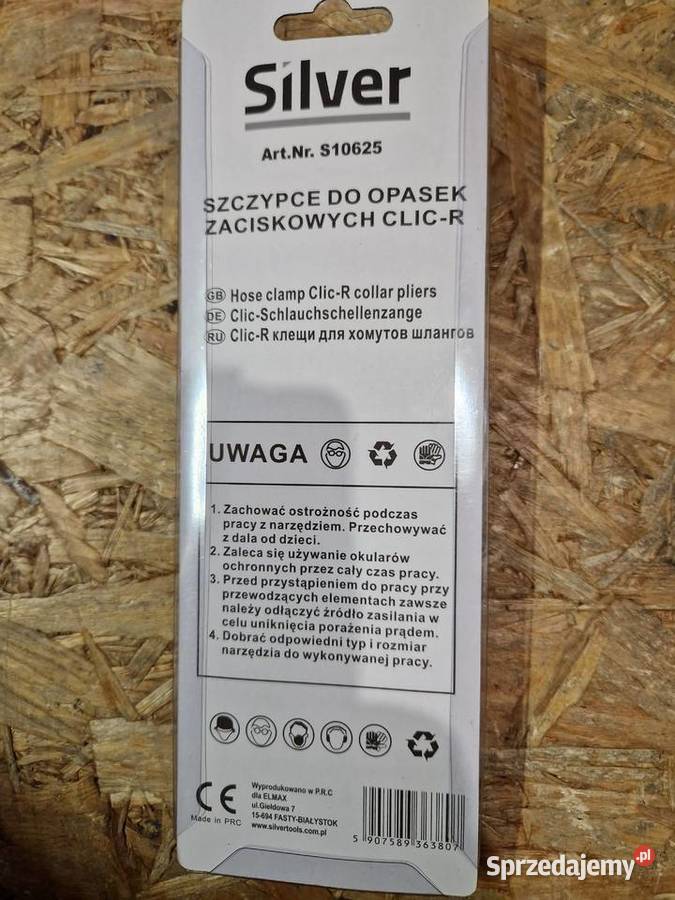 Silver
Art.Nr. S10625
SZCZYPCE DO OPASEK
ZACISKOWYCH CLIC-R
GB Hose clamp Clic-R collar pliers
DE Clic-Schlauchschellenzange
RU Clic-R клещи для хомутов шлангов
UWAGA
1. Zachować ostrożność podczas
pracy z narzędziem. Przechowywać
z dala od dzieci.
2. Zaleca się używanie okularów
ochronnych przez cały czas pracy.
3. Przed przystąpieniem do pracy przy
przewodzących elementach zawsze
należy odłączyć źródło zasilania w
celu uniknięcia porażenia prądem.
4. Dobrać odpowiedni typ i rozmiar
narzędzia do wykonywanej pracy.
CE
Made in PRC
Wyprodukowano w P.R.C
dla ELMAX
ul.Giełdowa 7
15-694 FASTY-BIAŁYSTOK
www.silvertools.com.pl
5 907589 363807
Sprzedajemy.pl